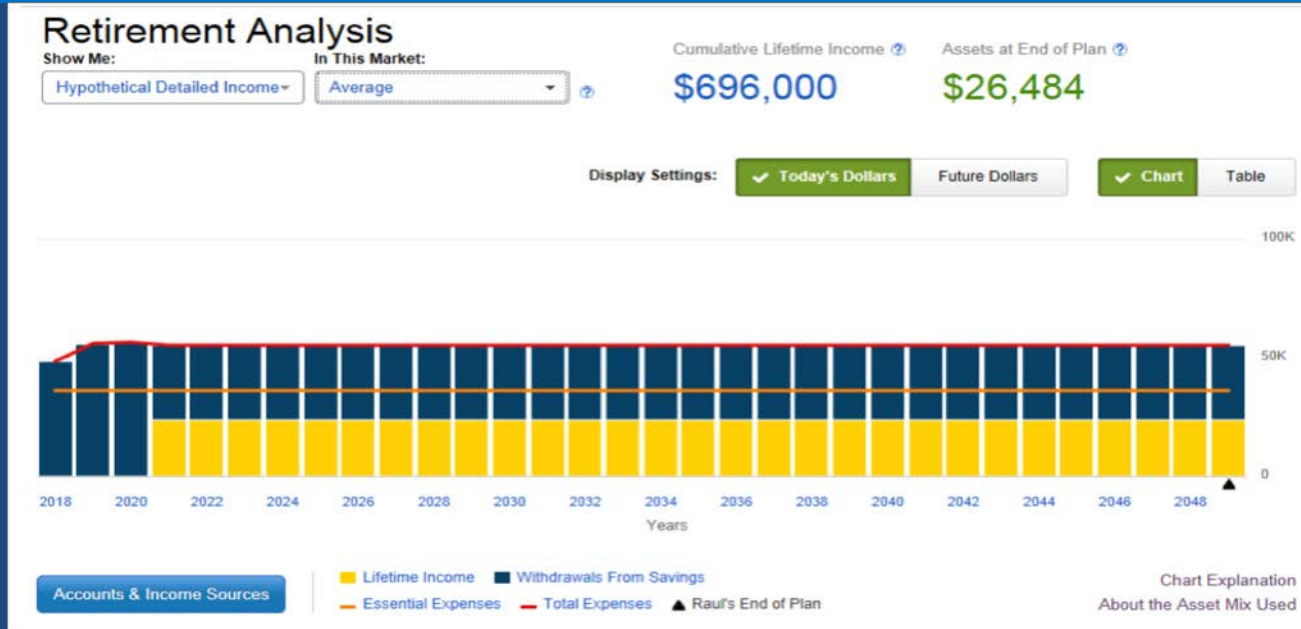 Retirement Analysis
Show Me: In This Market:
Hypothetical Detailed Income Average
Cumulative Lifetime Income ? Assets at End of Plan ?
$696,000 $26,484
Display Settings: Today's Dollars Future Dollars Chart Table
100K
50K
0
2018 2020 2022 2024 2026 2028 2030 2032 2034 2036 2038 2040 2042 2044 2046 2048
Years
Accounts & Income Sources
Lifetime Income Withdrawals From Savings
Essential Expenses Total Expenses Raul's End of Plan
Chart Explanation
About the Asset Mix Used